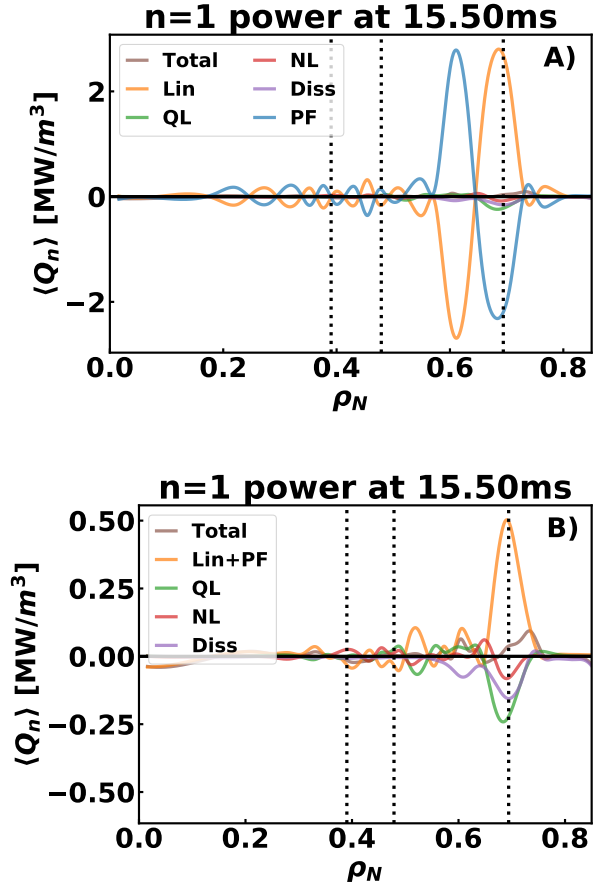 n=1 power at 15.50ms
A)
Total
Lin
QL
NL
Diss
PF
2
0
−2
⟨Qₙ⟩ [MW/m³]
0.0 0.2 0.4 0.6 0.8
ρ_N
n=1 power at 15.50ms
B)
Total
Lin+PF
QL
NL
Diss
0.50
0.25
0.00
−0.25
−0.50
⟨Qₙ⟩ [MW/m³]
0.0 0.2 0.4 0.6 0.8
ρ_N